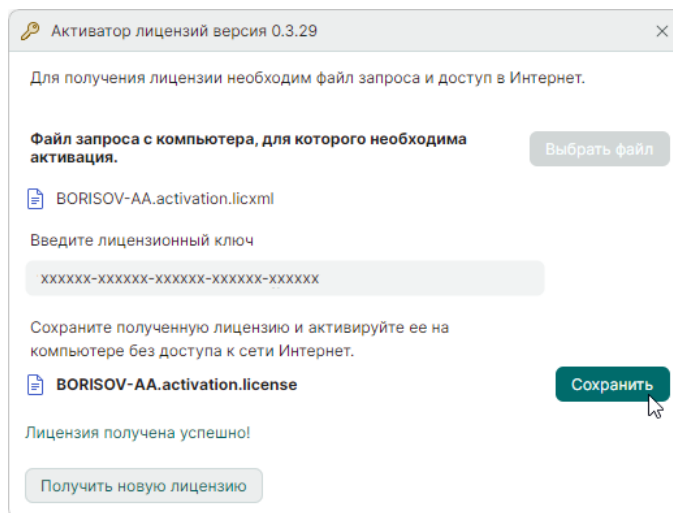 Активатор лицензий версия 0.3.29
Для получения лицензии необходим файл запроса и доступ в Интернет.
Файл запроса с компьютера, для которого необходима
активация.
Выбрать файл
BORISOV-AA.activation.licxml
Введите лицензионный ключ
xxxxxx-xxxxxx-xxxxxx-xxxxxx-xxxxxx
Сохраните полученную лицензию и активируйте ее на
компьютере без доступа к сети Интернет.
BORISOV-AA.activation.license
Сохранить
Лицензия получена успешно!
Получить новую лицензию